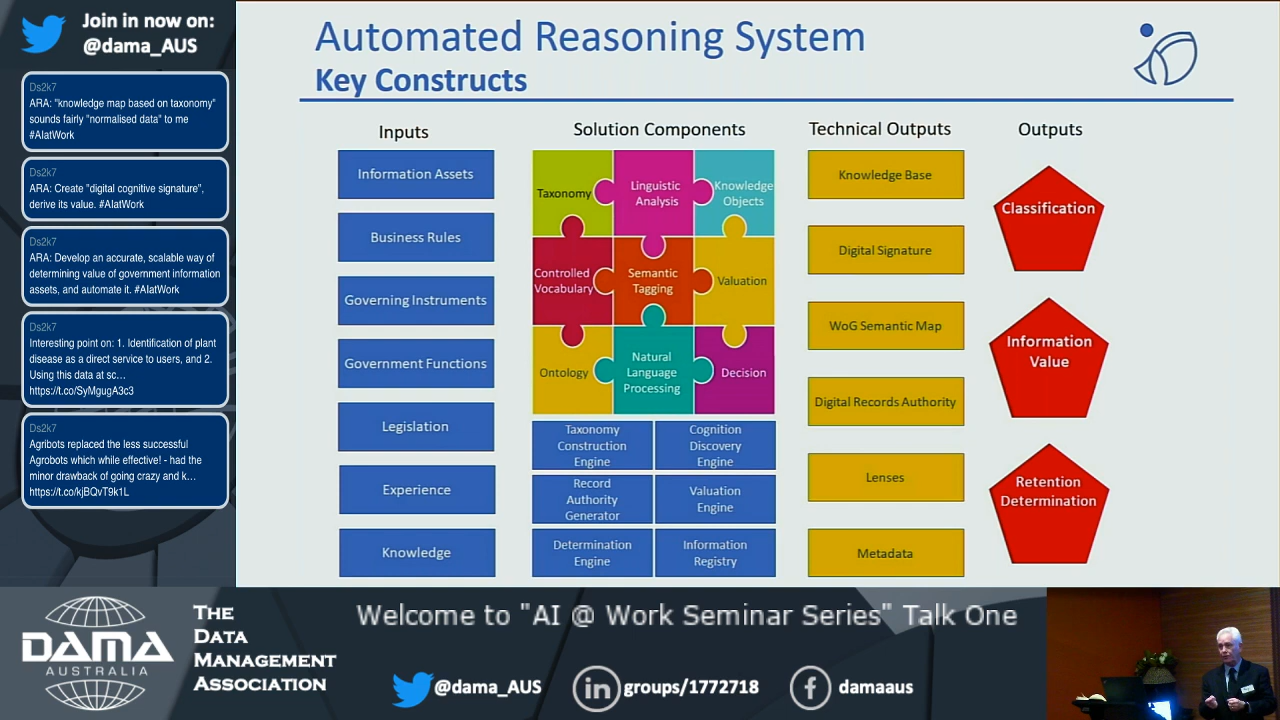 Join in now on:
@dama_AUS
Ds2k7
ARA: "knowledge map based on taxonomy"
sounds fairly "normalised data" to me
#AIatWork
Ds2k7
ARA: Create "digital cognitive signature",
derive its value. #AIatWork
Ds2k7
ARA: Develop an accurate, scalable way of
determining value of government information
assets, and automate it. #AIatWork
Ds2k7
Interesting point on: 1. Identification of plant
disease as a direct service to users, and 2.
Using this data at sc…
https://t.co/SyMgugA3c3
Ds2k7
Agribots replaced the less successful
Agrobots which while effective! - had the
minor drawback of going crazy and k…
https://t.co/kjBQvT9k1L
Automated Reasoning System
Key Constructs
Inputs
Information Assets
Business Rules
Governing Instruments
Government Functions
Legislation
Experience
Knowledge
Solution Components
Taxonomy
Linguistic
Analysis
Knowledge
Objects
Controlled
Vocabulary
Semantic
Tagging
Valuation
Ontology
Natural
Language
Processing
Decision
Taxonomy
Construction
Engine
Cognition
Discovery
Engine
Record
Authority
Generator
Valuation
Engine
Determination
Engine
Information
Registry
Technical Outputs
Knowledge Base
Digital Signature
WoG Semantic Map
Digital Records Authority
Lenses
Metadata
Outputs
Classification
Information
Value
Retention
Determination
DAMA
AUSTRALIA
THE
DATA
MANAGEMENT
ASSOCIATION
Welcome to "AI @ Work Seminar Series" Talk One
@dama_AUS
in groups/1772718
f damaaus